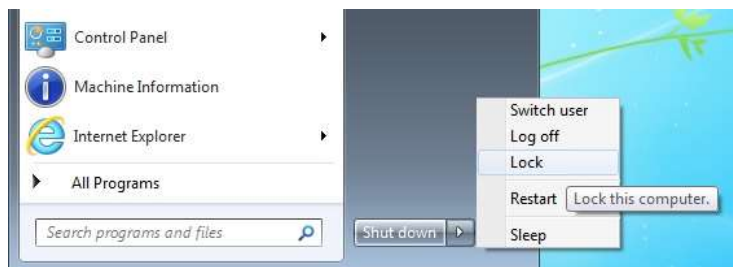 Control Panel
Machine Information
Internet Explorer
All Programs
Search programs and files
Shut down
Switch user
Log off
Lock
Restart
Lock this computer.
Sleep